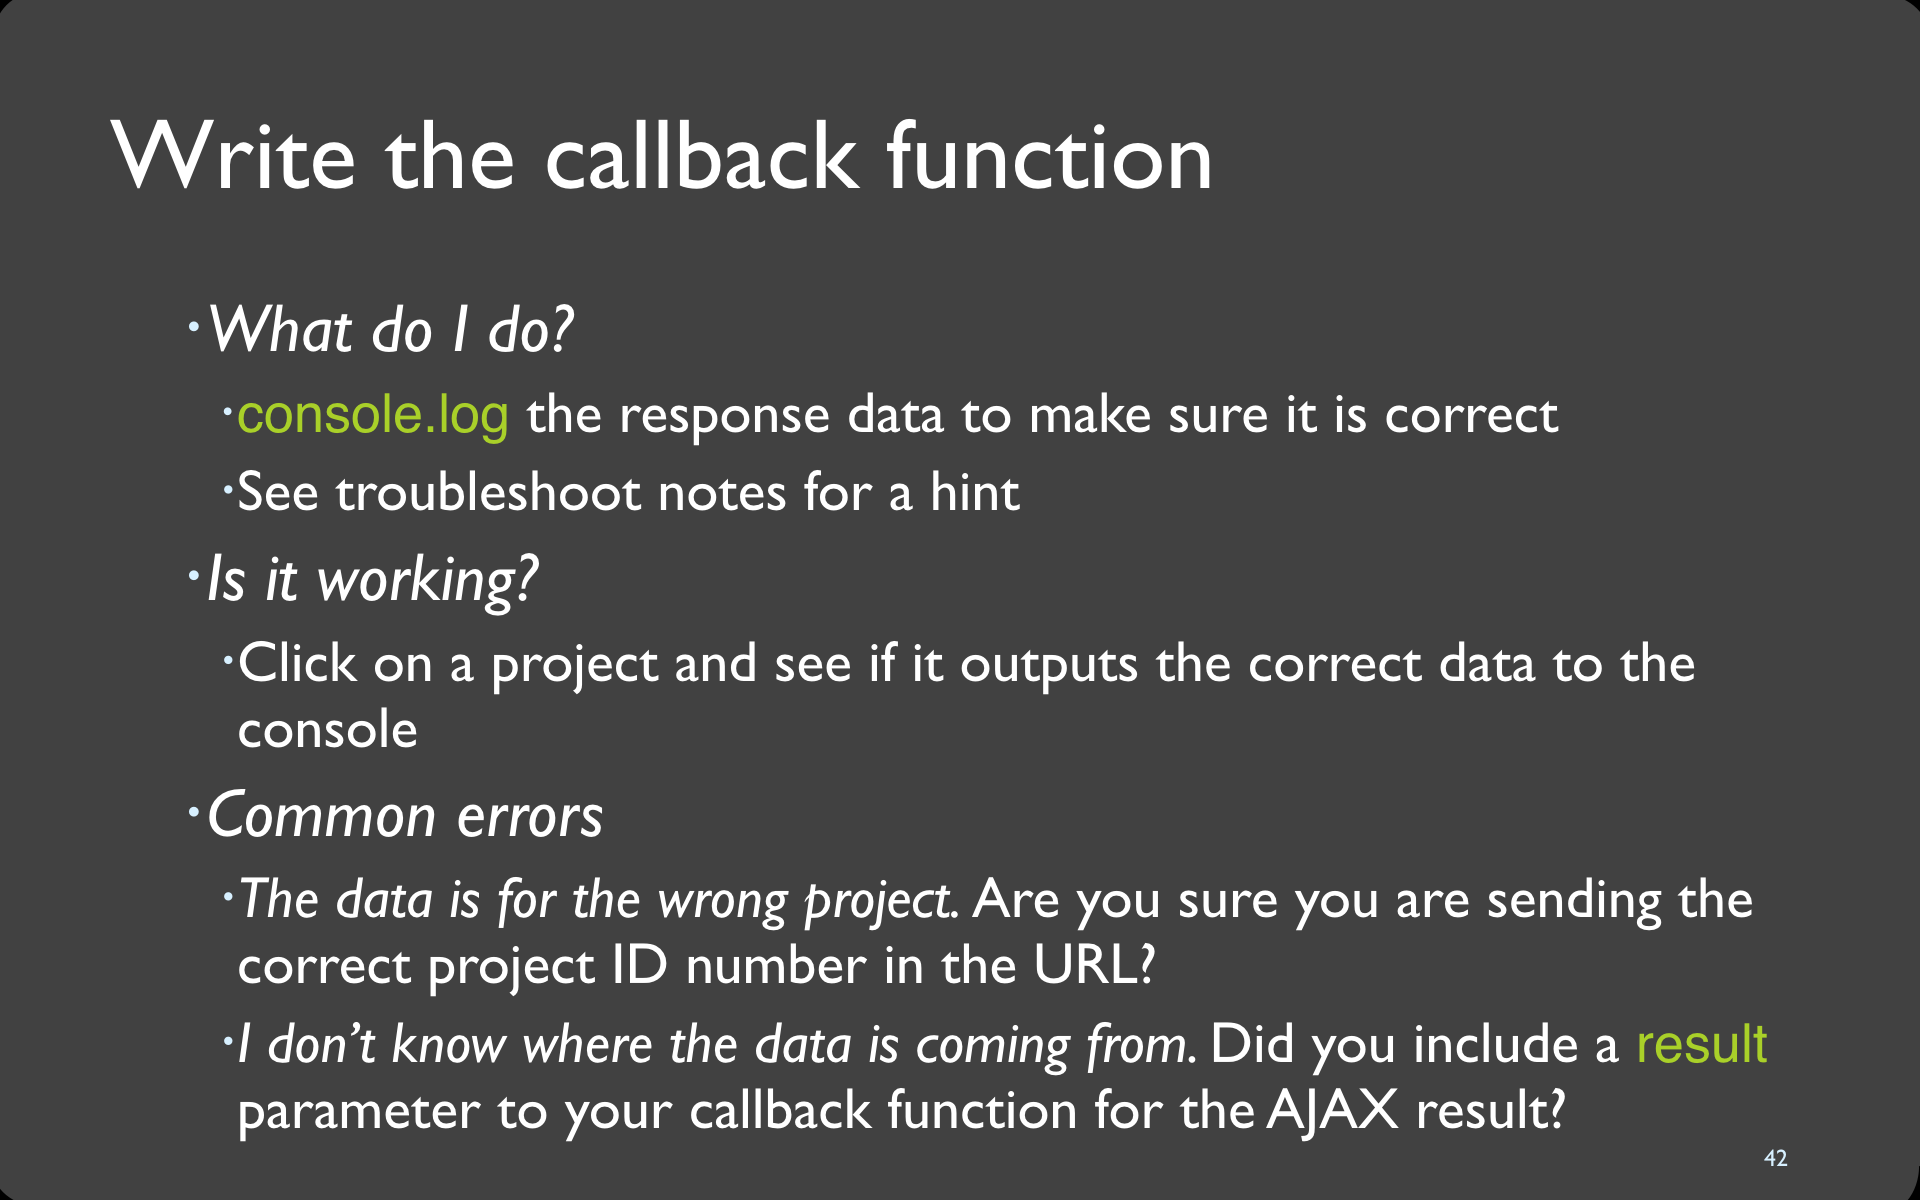 Write the callback function
•What do I do?
•console.log the response data to make sure it is correct
•See troubleshoot notes for a hint
•Is it working?
•Click on a project and see if it outputs the correct data to the
console
•Common errors
•The data is for the wrong project. Are you sure you are sending the
correct project ID number in the URL?
•I don’t know where the data is coming from. Did you include a result
parameter to your callback function for the AJAX result?
42